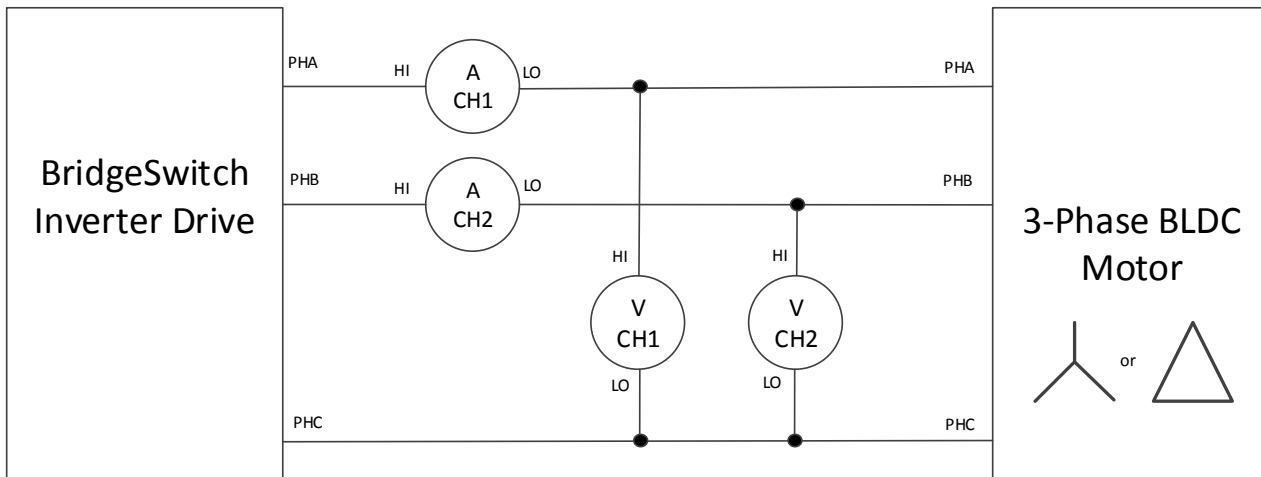 BridgeSwitch
Inverter Drive
PHA
HI
A
CH1
LO
PHA
PHB
HI
A
CH2
LO
PHB
HI
V
CH1
LO
HI
V
CH2
LO
PHC
PHC
3-Phase BLDC
Motor
or